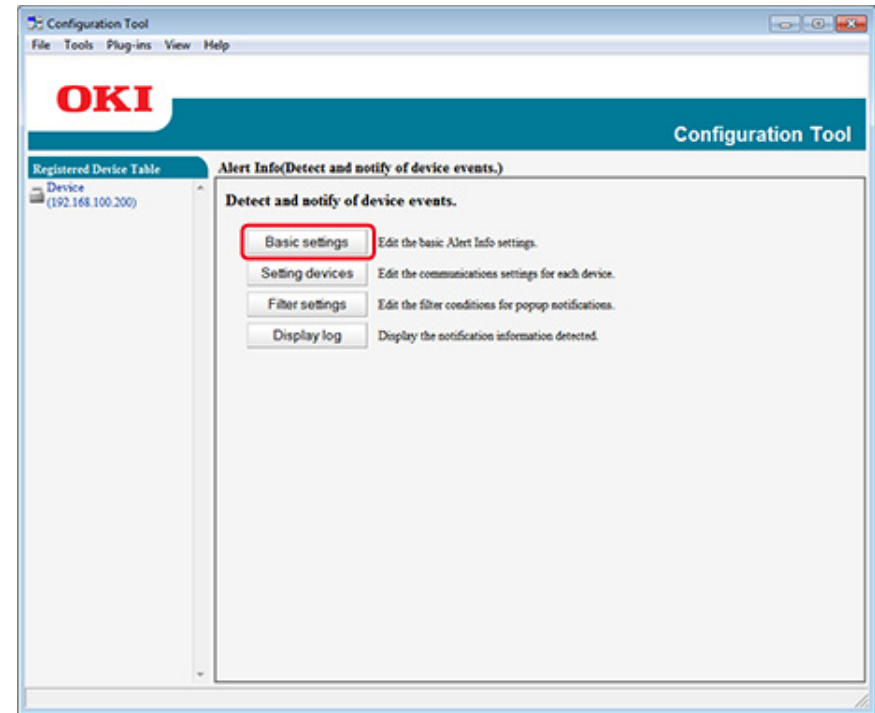 Configuration Tool
File Tools Plug-ins View Help
OKI
Configuration Tool
Registered Device Table
Device
(192.168.100.200)
Alert Info(Detect and notify of device events.)
Detect and notify of device events.
Basic settings Edit the basic Alert Info settings.
Setting devices Edit the communications settings for each device.
Filter settings Edit the filter conditions for popup notifications.
Display log Display the notification information detected.